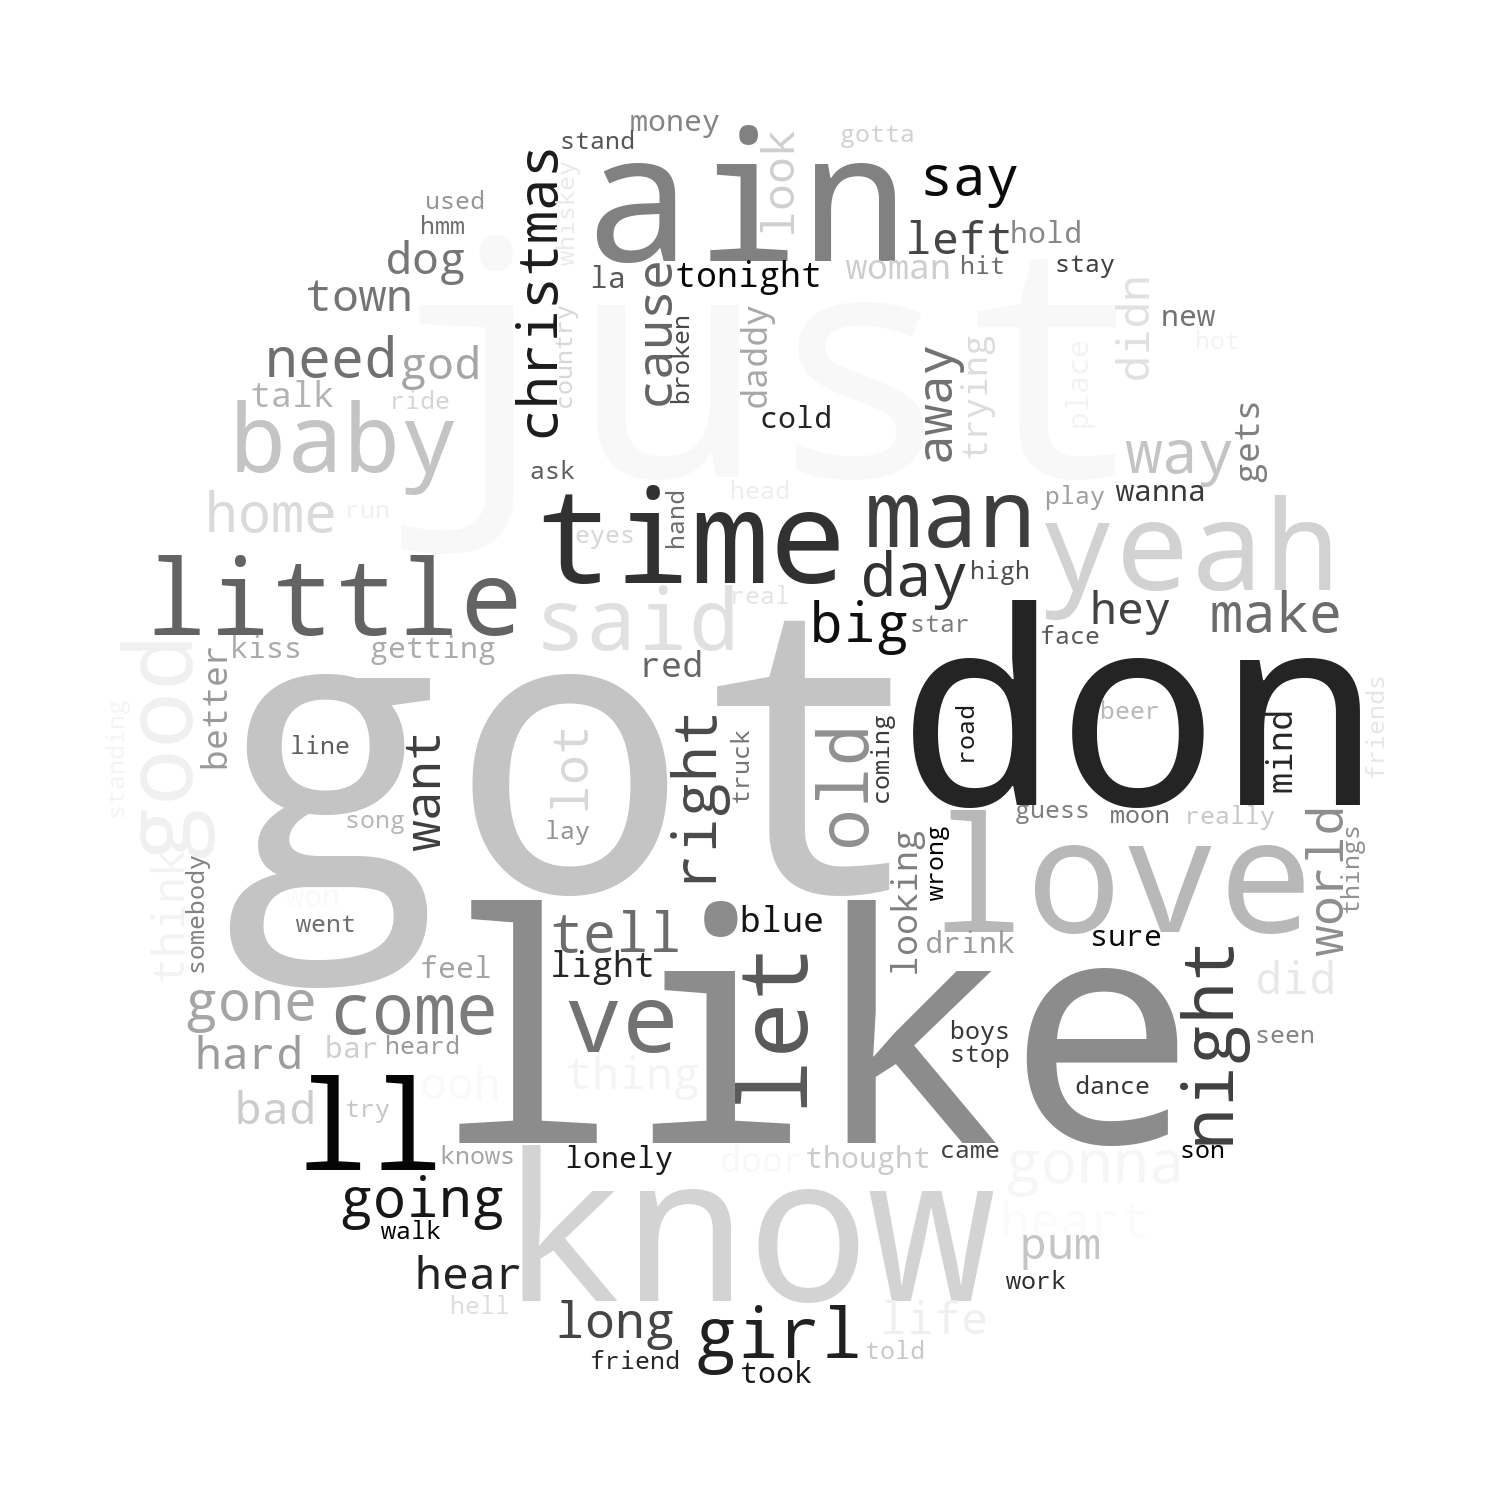 money
stand
gotta
ain
look
christmas
whiskey
say
used
hmm
left
hold
dog
just
la
tonight
woman
hit
stay
town
cause
country
broken
daddy
didn
new
hot
need
god
away
trying
place
talk
ride
baby
cold
way
gets
ask
time
head
hand
eyes
man
play
wanna
yeah
home
run
little
day
high
said
real
big
star
don
hey
make
face
kiss
getting
good
better
red
got
standing
line
want
lot
right
truck
old
coming
road
beer
mind
friends
song
lay
guess
moon
really
love
looking
wrong
world
things
think
somebody
won
went
tell
like
blue
light
let
drink
sure
night
did
feel
gone
come
ve
boys
stop
seen
hard
bar
heard
ooh
thing
dance
bad
try
ll
knows
lonely
door
thought
came
son
gonna
going
know
heart
walk
pum
hear
work
hell
long
girl
life
friend
told
took